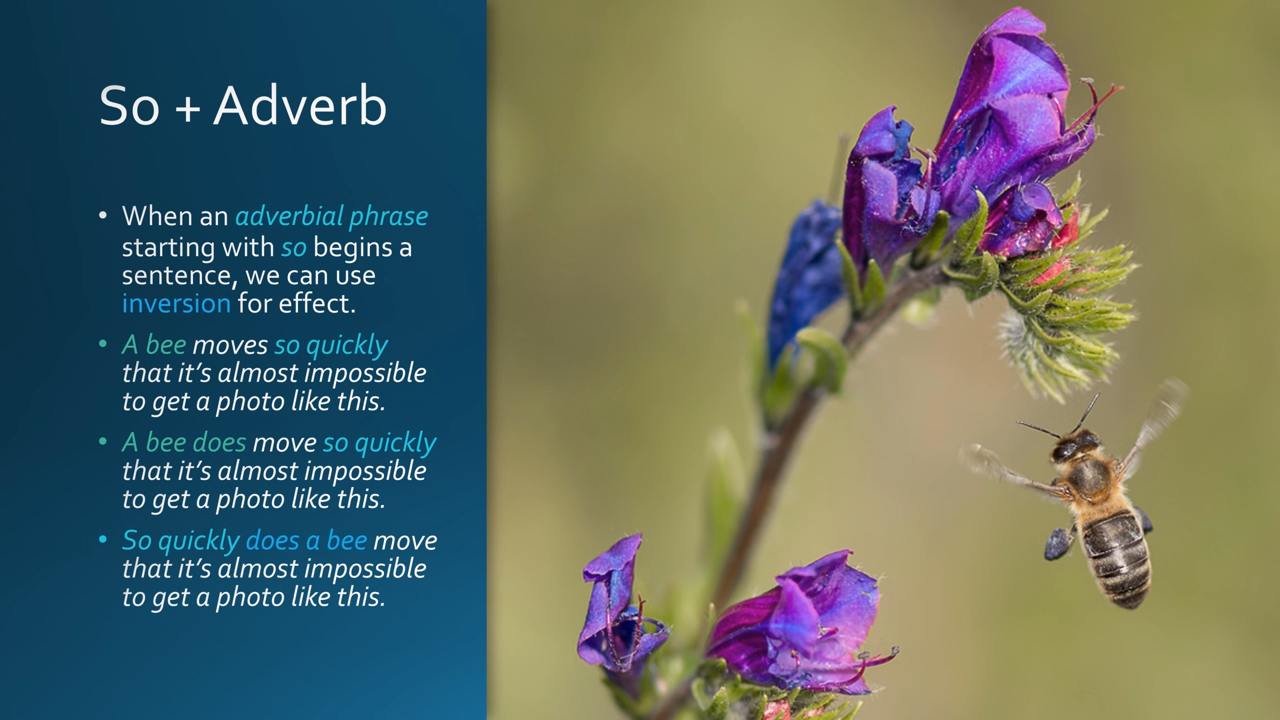 So + Adverb
• When an adverbial phrase
starting with so begins a
sentence, we can use
inversion for effect.
• A bee moves so quickly
that it’s almost impossible
to get a photo like this.
• A bee does move so quickly
that it’s almost impossible
to get a photo like this.
• So quickly does a bee move
that it’s almost impossible
to get a photo like this.